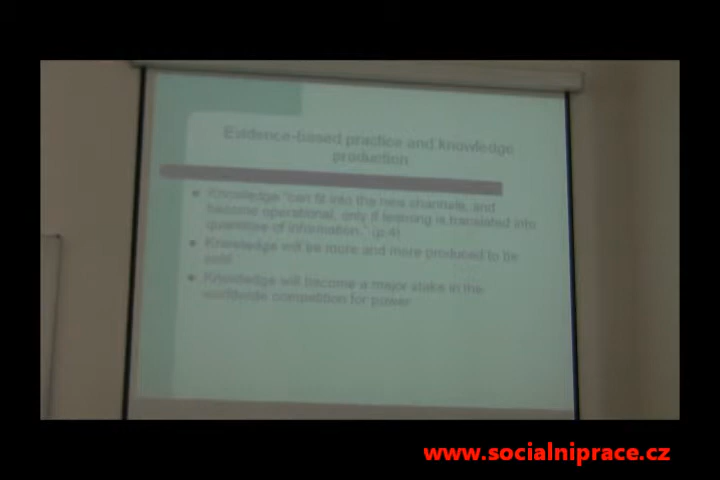 Evidence-based practice and knowledge
production
Knowledge "can fit into the new channels, and
become operational, only if learning is translated into
quantities of information." (p.4)
Knowledge will be more and more produced to be
sold
Knowledge will become a major stake in the
worldwide competition for power
www.socialniprace.cz